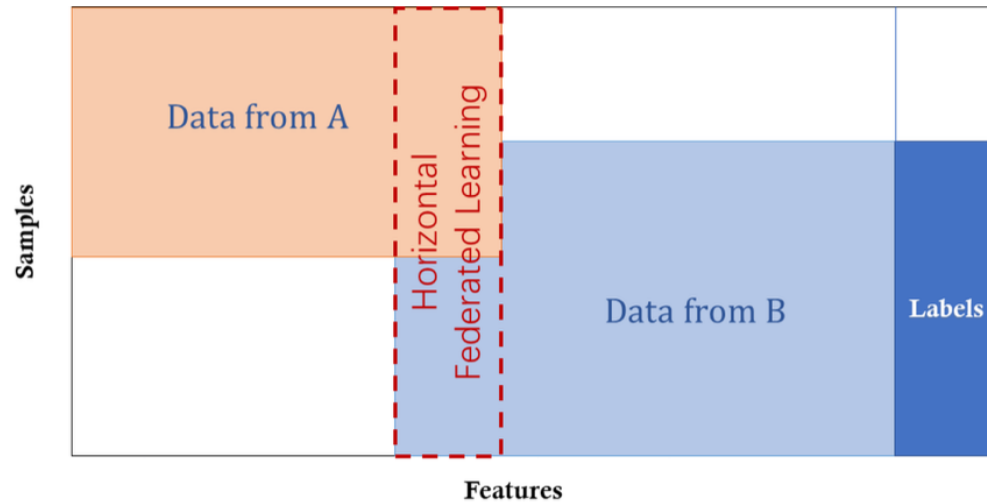 Data from A
Horizontal
Federated Learning
Samples
Data from B
Labels
Features